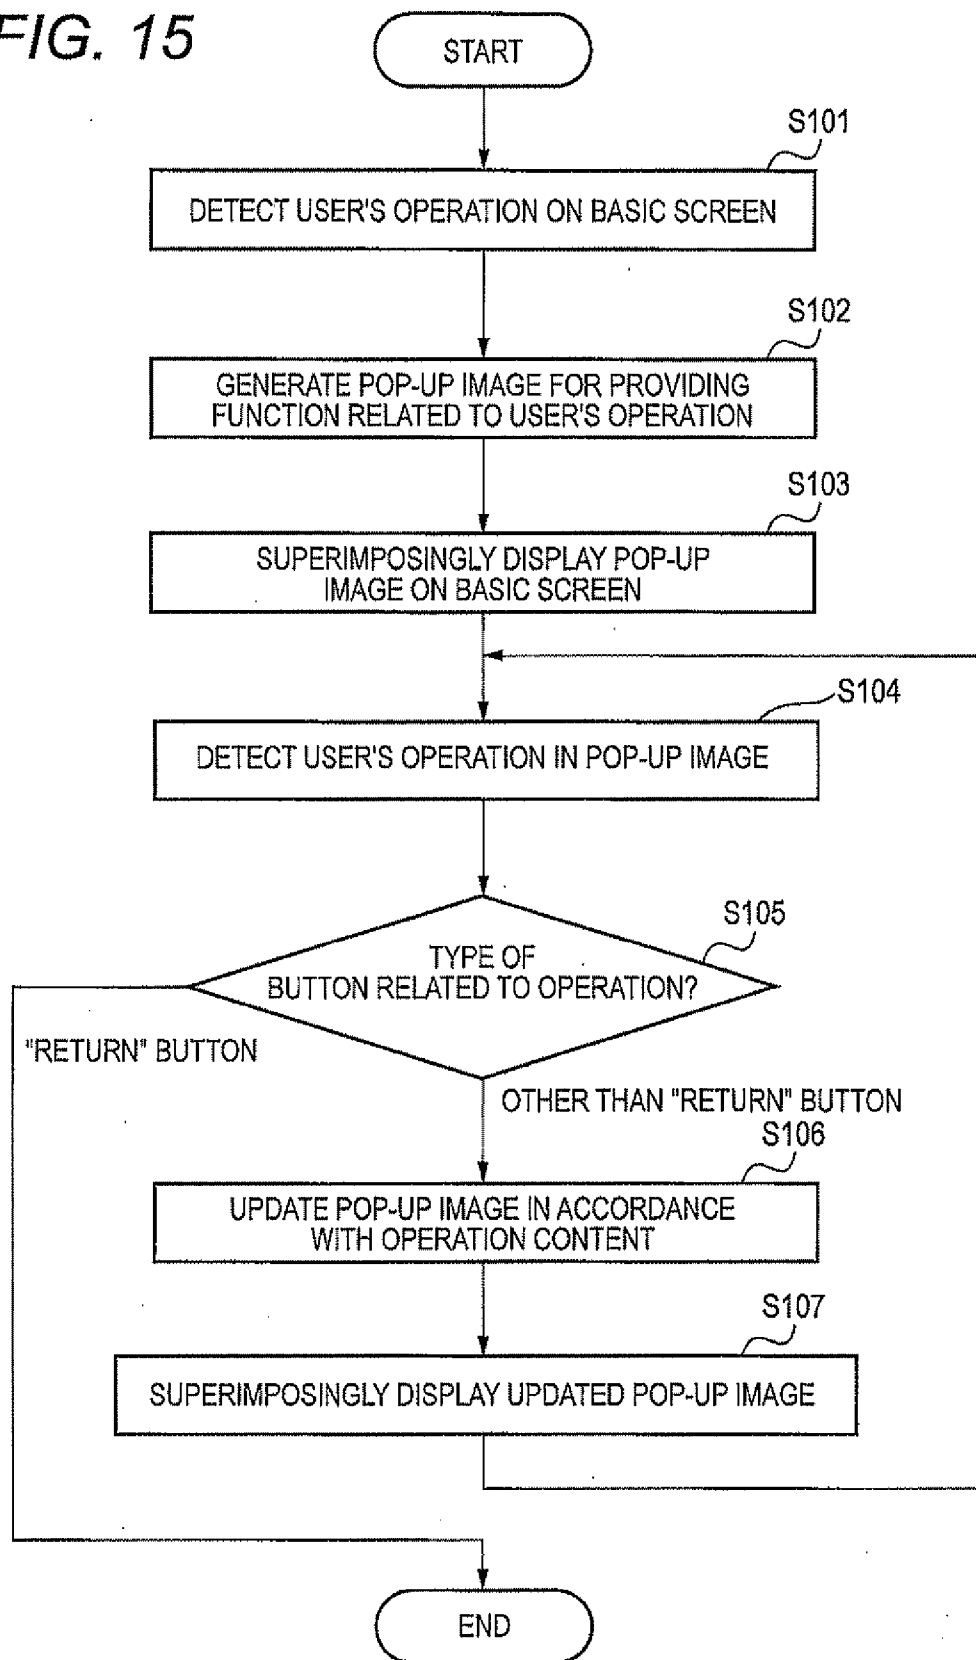 FIG. 15
START
S101
DETECT USER'S OPERATION ON BASIC SCREEN
S102
GENERATE POP-UP IMAGE FOR PROVIDING
FUNCTION RELATED TO USER'S OPERATION
S103
SUPERIMPOSINGLY DISPLAY POP-UP
IMAGE ON BASIC SCREEN
S104
DETECT USER'S OPERATION IN POP-UP IMAGE
S105
TYPE OF
BUTTON RELATED TO OPERATION?
"RETURN" BUTTON
OTHER THAN "RETURN" BUTTON
S106
UPDATE POP-UP IMAGE IN ACCORDANCE
WITH OPERATION CONTENT
S107
SUPERIMPOSINGLY DISPLAY UPDATED POP-UP IMAGE
END